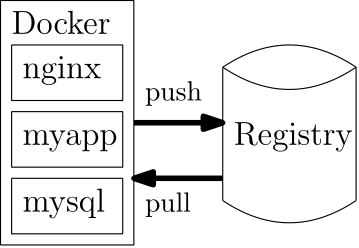 Docker
nginx
myapp
mysql
push
Registry
pull